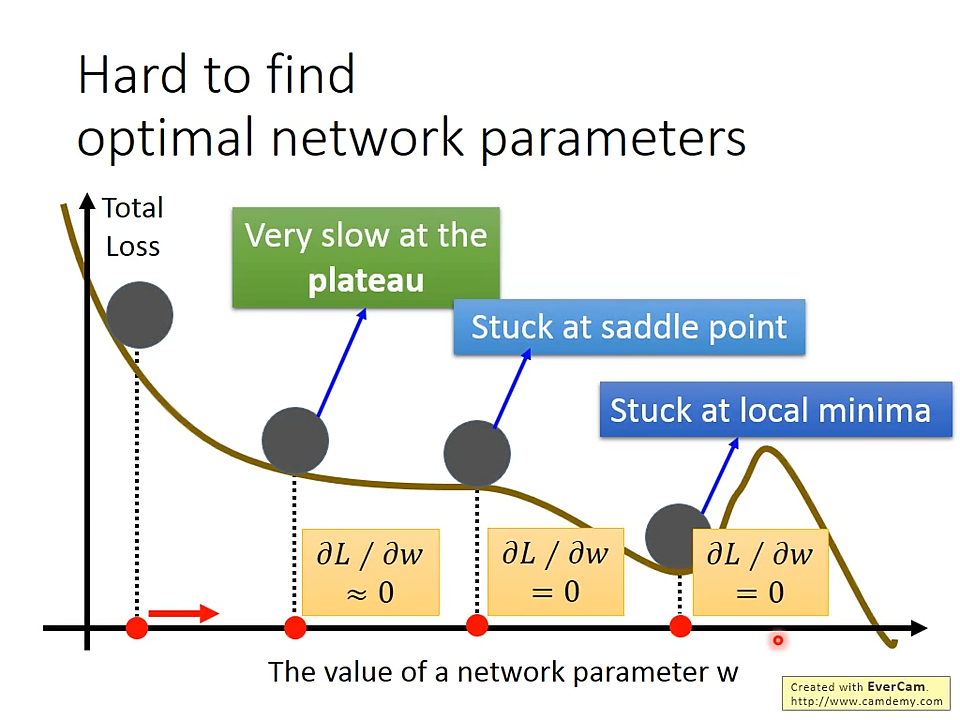 Hard to find
optimal network parameters
Total
Loss
Very slow at the
plateau
Stuck at saddle point
Stuck at local minima
∂L / ∂w
≈ 0
∂L / ∂w
= 0
∂L / ∂w
= 0
The value of a network parameter w
Created with EverCam.
http://www.camdemy.com